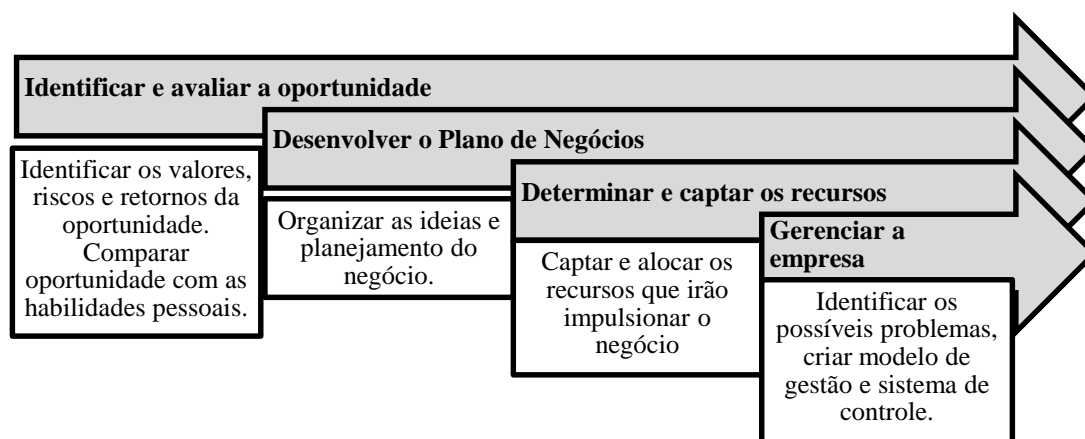 Identificar e avaliar a oportunidade
Identificar os valores,
riscos e retornos da
oportunidade.
Comparar
oportunidade com as
habilidades pessoais.
Desenvolver o Plano de Negócios
Organizar as ideias e
planejamento do
negócio.
Determinar e captar os recursos
Captar e alocar os
recursos que irão
impulsionar o
negócio
Gerenciar a
empresa
Identificar os
possíveis problemas,
criar modelo de
gestão e sistema de
controle.